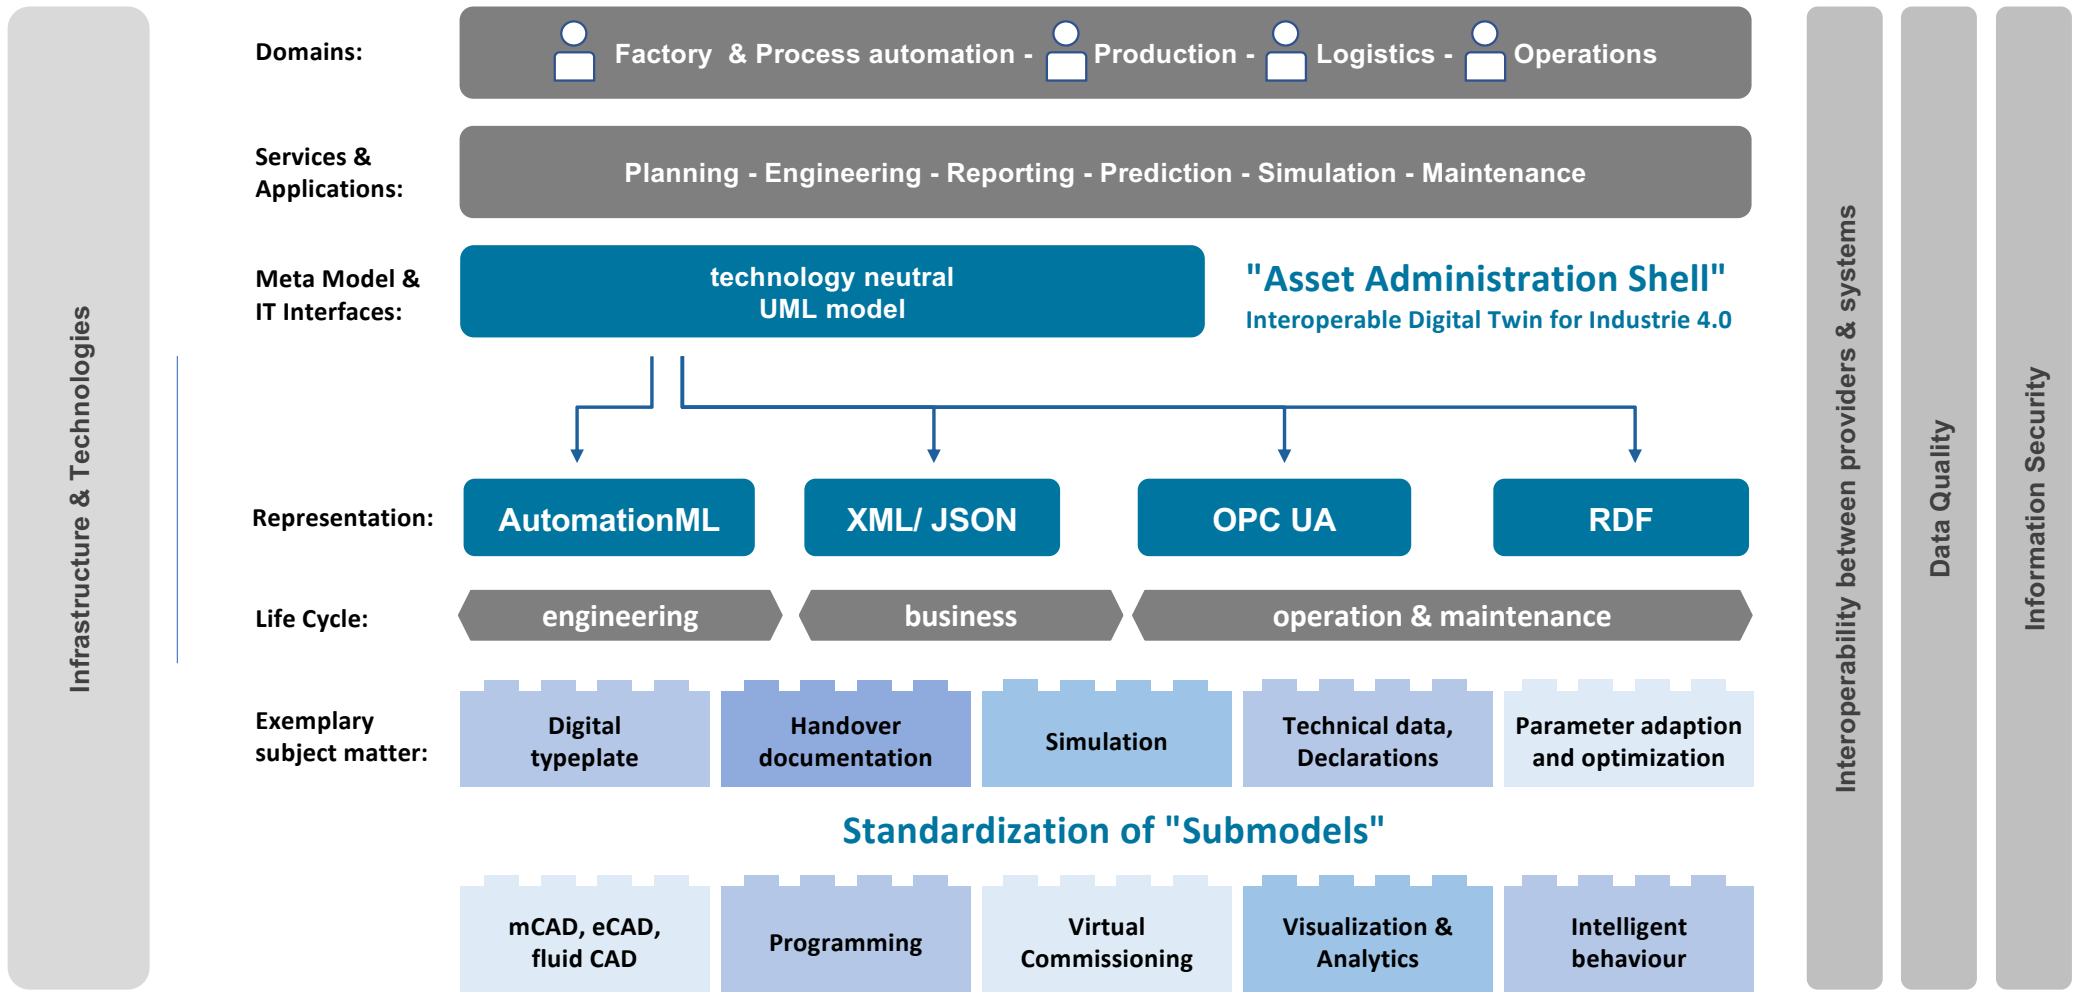 Infrastructure & Technologies
Domains:
Factory & Process automation - Production - Logistics - Operations
Services &
Applications:
Planning - Engineering - Reporting - Prediction - Simulation - Maintenance
Meta Model &
IT Interfaces:
technology neutral
UML model
"Asset Administration Shell"
Interoperable Digital Twin for Industrie 4.0
Representation:
AutomationML
XML/ JSON
OPC UA
RDF
Life Cycle:
engineering
business
operation & maintenance
Exemplary
subject matter:
Digital
typeplate
Handover
documentation
Simulation
Technical data,
Declarations
Parameter adaption
and optimization
Standardization of "Submodels"
mCAD, eCAD,
fluid CAD
Programming
Virtual
Commissioning
Visualization &
Analytics
Intelligent
behaviour
Interoperability between providers & systems
Data Quality
Information Security